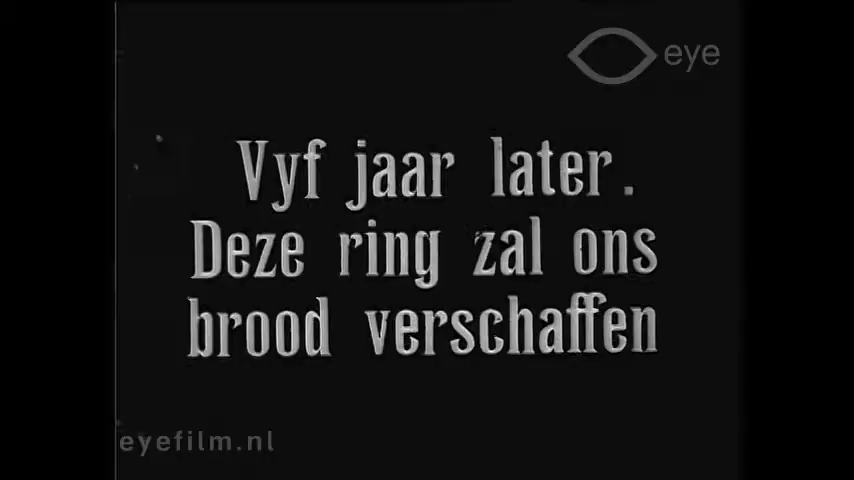 eye
Vyf jaar later.
Deze ring zal ons
brood verschaffen
eyefilm.nl